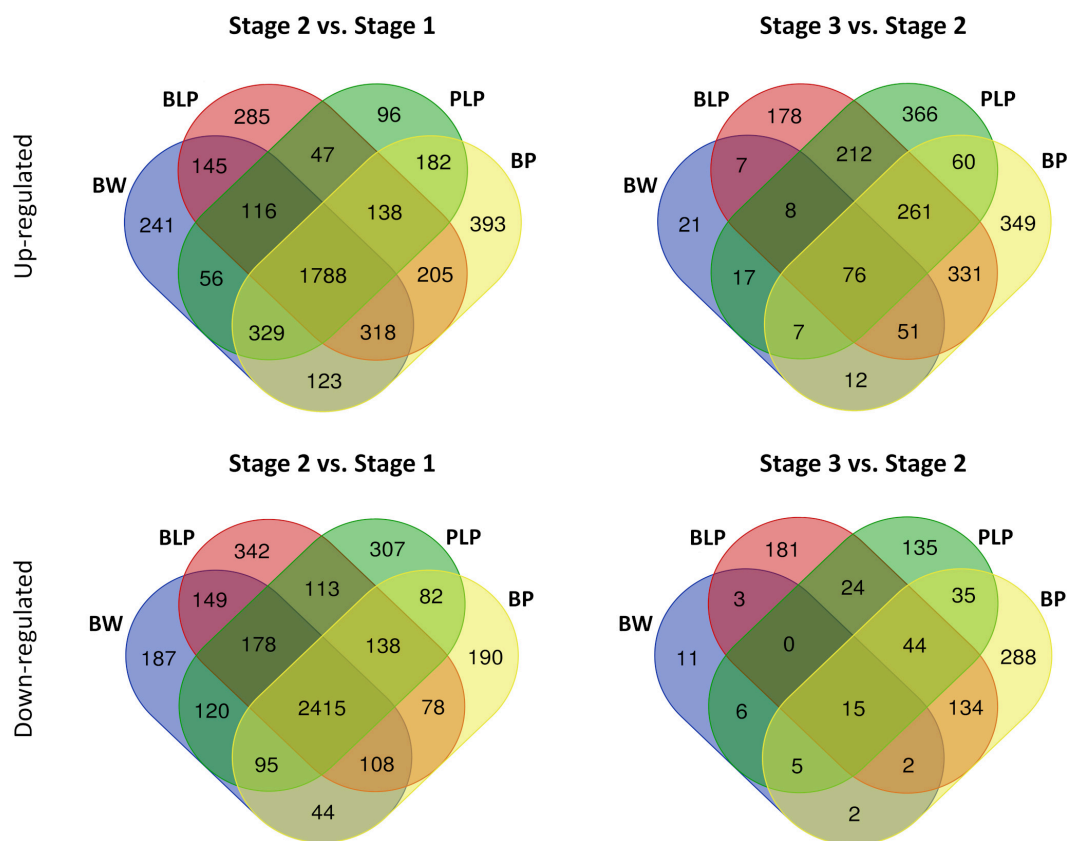 Stage 2 vs. Stage 1
Stage 3 vs. Stage 2
Up-regulated
BLP
PLP
BW
BP
285
96
145
47
182
241
116
138
393
56
1788
205
329
318
123
BLP
PLP
BW
BP
178
366
7
212
60
21
8
261
349
17
76
331
7
51
12
Stage 2 vs. Stage 1
Stage 3 vs. Stage 2
Down-regulated
BLP
PLP
BW
BP
342
307
149
113
82
187
178
138
190
120
2415
78
95
108
44
BLP
PLP
BW
BP
181
135
3
24
35
11
0
44
288
6
15
134
5
2
2